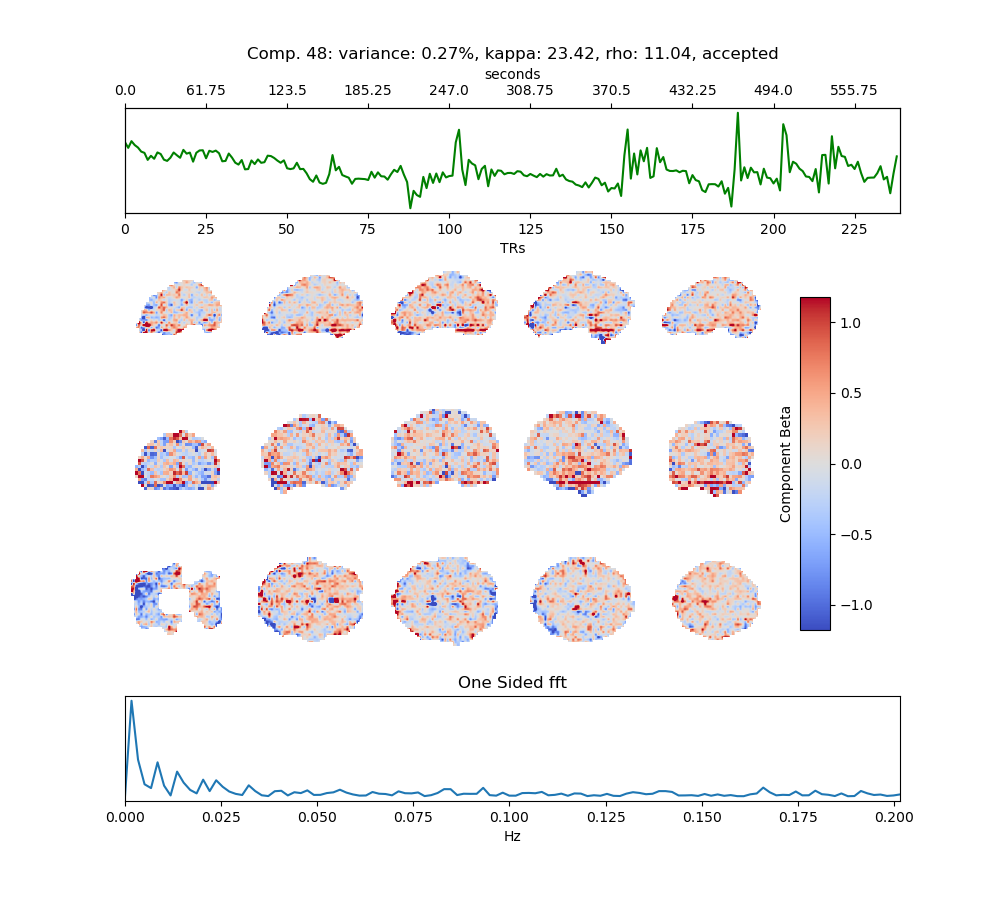 Comp. 48: variance: 0.27%, kappa: 23.42, rho: 11.04, accepted
seconds
0.0 61.75 123.5 185.25 247.0 308.75 370.5 432.25 494.0 555.75
0 25 50 75 100 125 150 175 200 225
TRs
1.0
0.5
0.0
−0.5
−1.0
Component Beta
One Sided fft
0.000 0.025 0.050 0.075 0.100 0.125 0.150 0.175 0.200
Hz